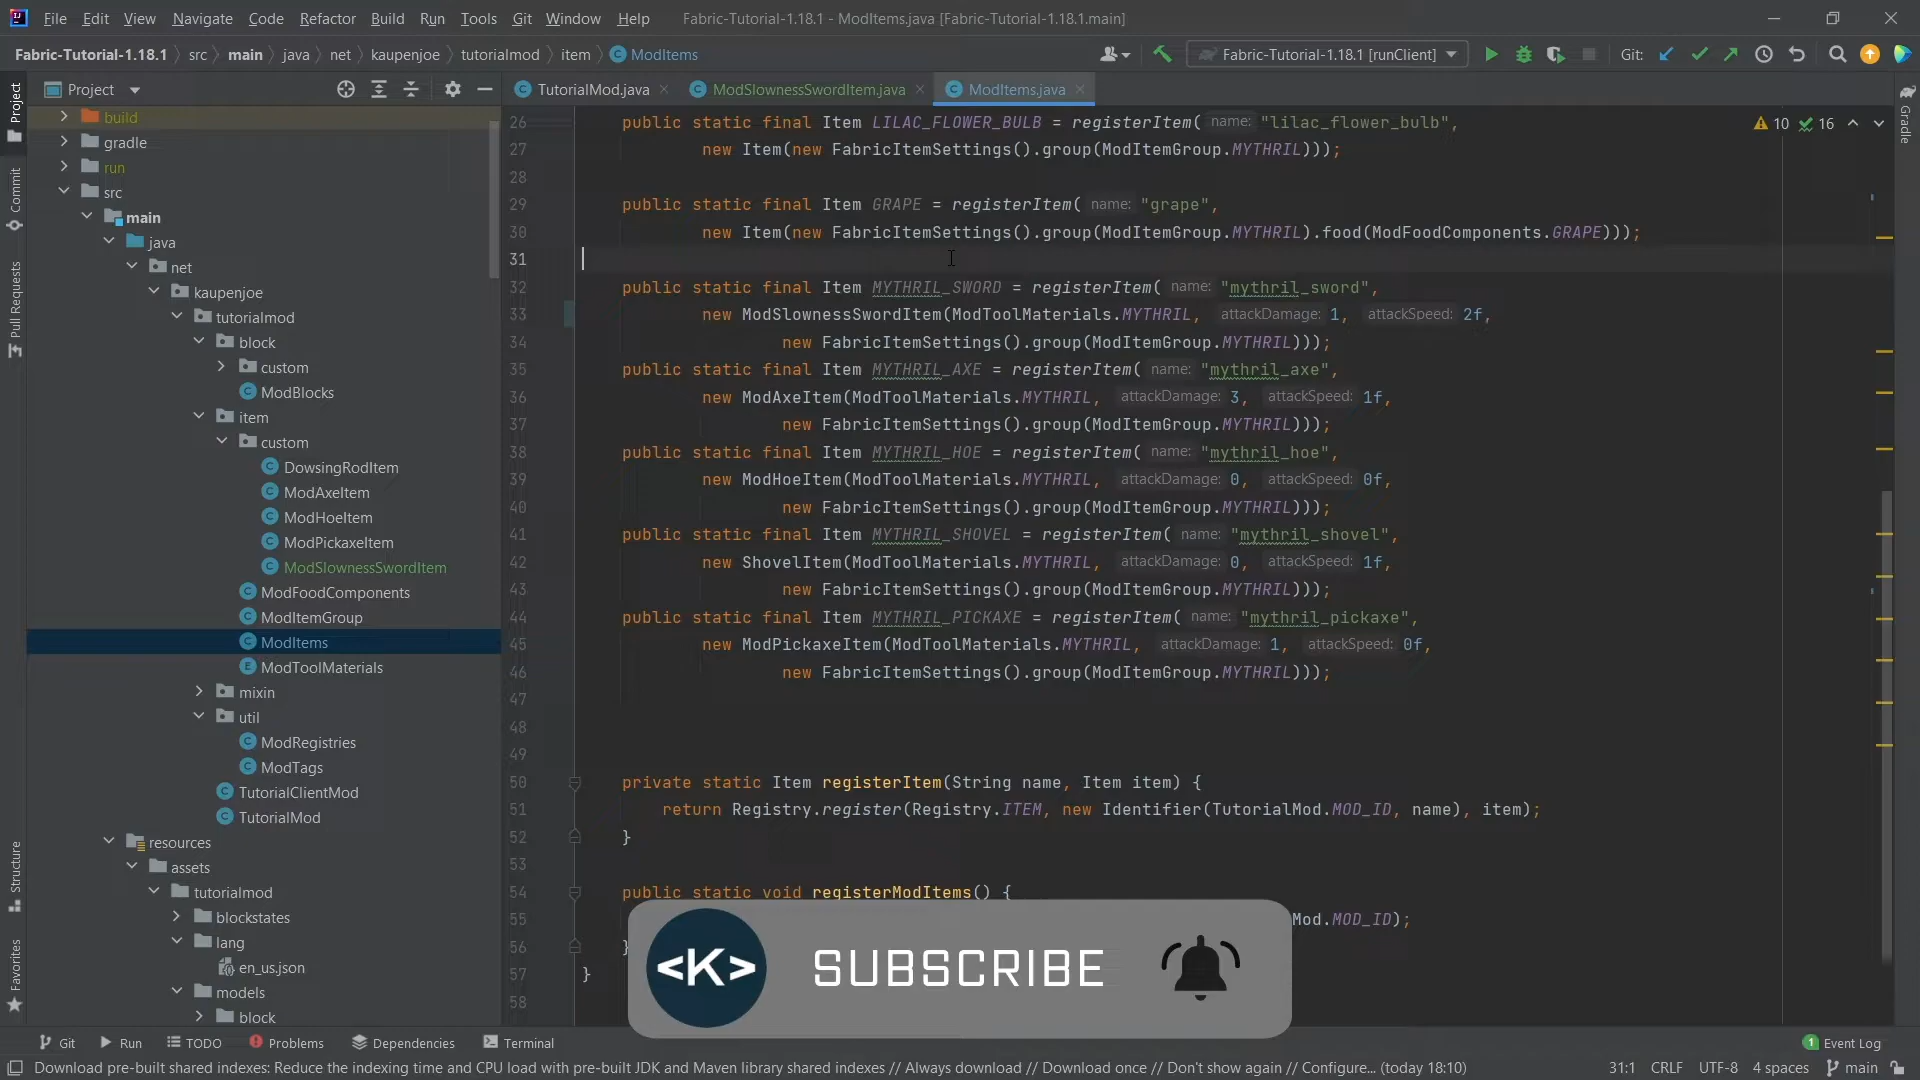 File Edit View Navigate Code Refactor Build Run Tools Git Window Help Fabric-Tutorial-1.18.1 - ModItems.java [Fabric-Tutorial-1.18.1.main]
Fabric-Tutorial-1.18.1 src main java net kaupenjoe tutorialmod item ModItems Fabric-Tutorial-1.18.1 [runClient] Git:
Project TutorialMod.java ModSlownessSwordItem.java ModItems.java
10 16
Project
Commit
Pull Requests
Structure
Favorites
Gradle
build
gradle
run
src
main
java
net
kaupenjoe
tutorialmod
block
custom
ModBlocks
item
custom
DowsingRodItem
ModAxeItem
ModHoeItem
ModPickaxeItem
ModSlownessSwordItem
ModFoodComponents
ModItemGroup
ModItems
ModToolMaterials
mixin
util
ModRegistries
ModTags
TutorialClientMod
TutorialMod
resources
assets
tutorialmod
blockstates
lang
en_us.json
models
block
26 public static final Item LILAC_FLOWER_BULB = registerItem( name: "lilac_flower_bulb",
27 new Item(new FabricItemSettings().group(ModItemGroup.MYTHRIL)));
28
29 public static final Item GRAPE = registerItem( name: "grape",
30 new Item(new FabricItemSettings().group(ModItemGroup.MYTHRIL).food(ModFoodComponents.GRAPE)));
31
32 public static final Item MYTHRIL_SWORD = registerItem( name: "mythril_sword",
33 new ModSlownessSwordItem(ModToolMaterials.MYTHRIL, attackDamage: 1, attackSpeed: 2f,
34 new FabricItemSettings().group(ModItemGroup.MYTHRIL)));
35 public static final Item MYTHRIL_AXE = registerItem( name: "mythril_axe",
36 new ModAxeItem(ModToolMaterials.MYTHRIL, attackDamage: 3, attackSpeed: 1f,
37 new FabricItemSettings().group(ModItemGroup.MYTHRIL)));
38 public static final Item MYTHRIL_HOE = registerItem( name: "mythril_hoe",
39 new ModHoeItem(ModToolMaterials.MYTHRIL, attackDamage: 0, attackSpeed: 0f,
40 new FabricItemSettings().group(ModItemGroup.MYTHRIL)));
41 public static final Item MYTHRIL_SHOVEL = registerItem( name: "mythril_shovel",
42 new ShovelItem(ModToolMaterials.MYTHRIL, attackDamage: 0, attackSpeed: 1f,
43 new FabricItemSettings().group(ModItemGroup.MYTHRIL)));
44 public static final Item MYTHRIL_PICKAXE = registerItem( name: "mythril_pickaxe",
45 new ModPickaxeItem(ModToolMaterials.MYTHRIL, attackDamage: 1, attackSpeed: 0f,
46 new FabricItemSettings().group(ModItemGroup.MYTHRIL)));
47
48
49
50 private static Item registerItem(String name, Item item) {
51 return Registry.register(Registry.ITEM, new Identifier(TutorialMod.MOD_ID, name), item);
52 }
53
54 public static void registerModItems() {
55 Mod.MOD_ID);
56 }
57 }
58
<K> SUBSCRIBE
Git Run TODO Problems Dependencies Terminal 1 Event Log
Download pre-built shared indexes: Reduce the indexing time and CPU load with pre-built JDK and Maven library shared indexes // Always download // Download once // Don't show again // Configure... (today 18:10) 31:1 CRLF UTF-8 4 spaces main